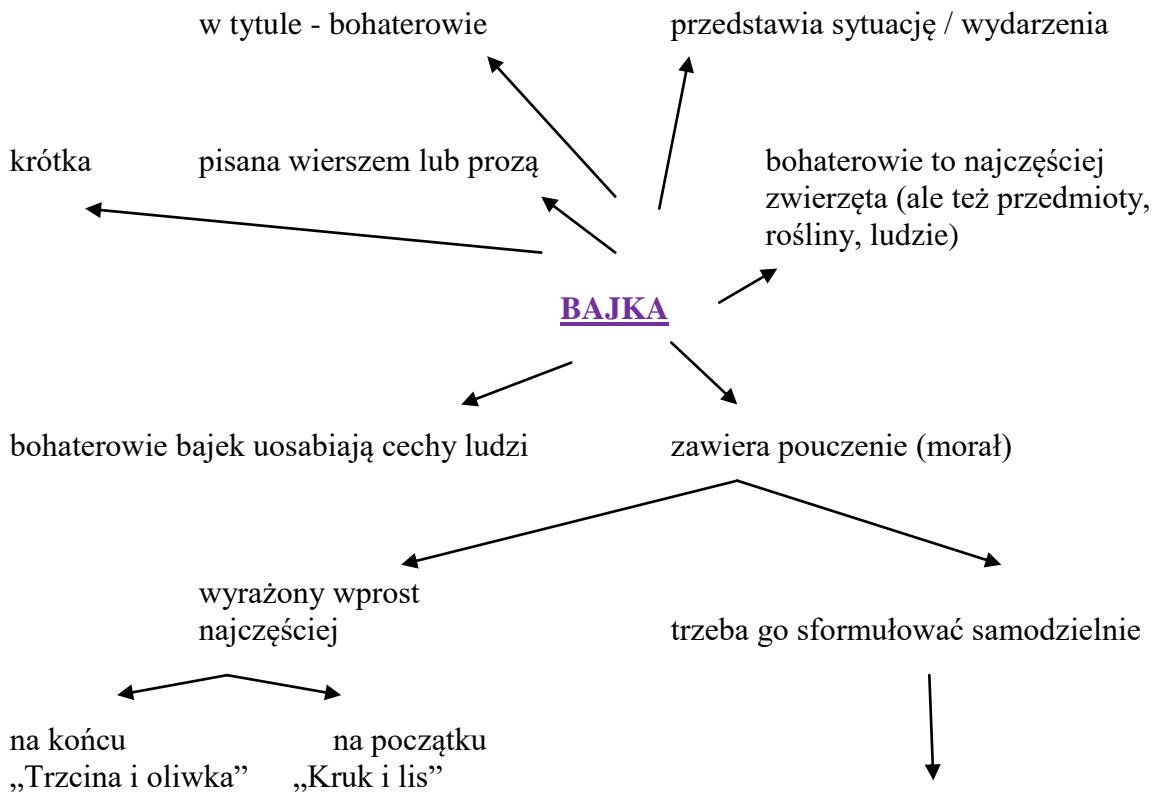 w tytule - bohaterowie
przedstawia sytuację / wydarzenia
krótka
pisana wierszem lub prozą
bohaterowie to najczęściej
zwierzęta (ale też przedmioty,
rośliny, ludzie)
BAJKA
bohaterowie bajek uosabiają cechy ludzi
zawiera pouczenie (morał)
wyrażony wprost
najczęściej
trzeba go sformułować samodzielnie
na końcu
„Trzcina i oliwka”
na początku
„Kruk i lis”